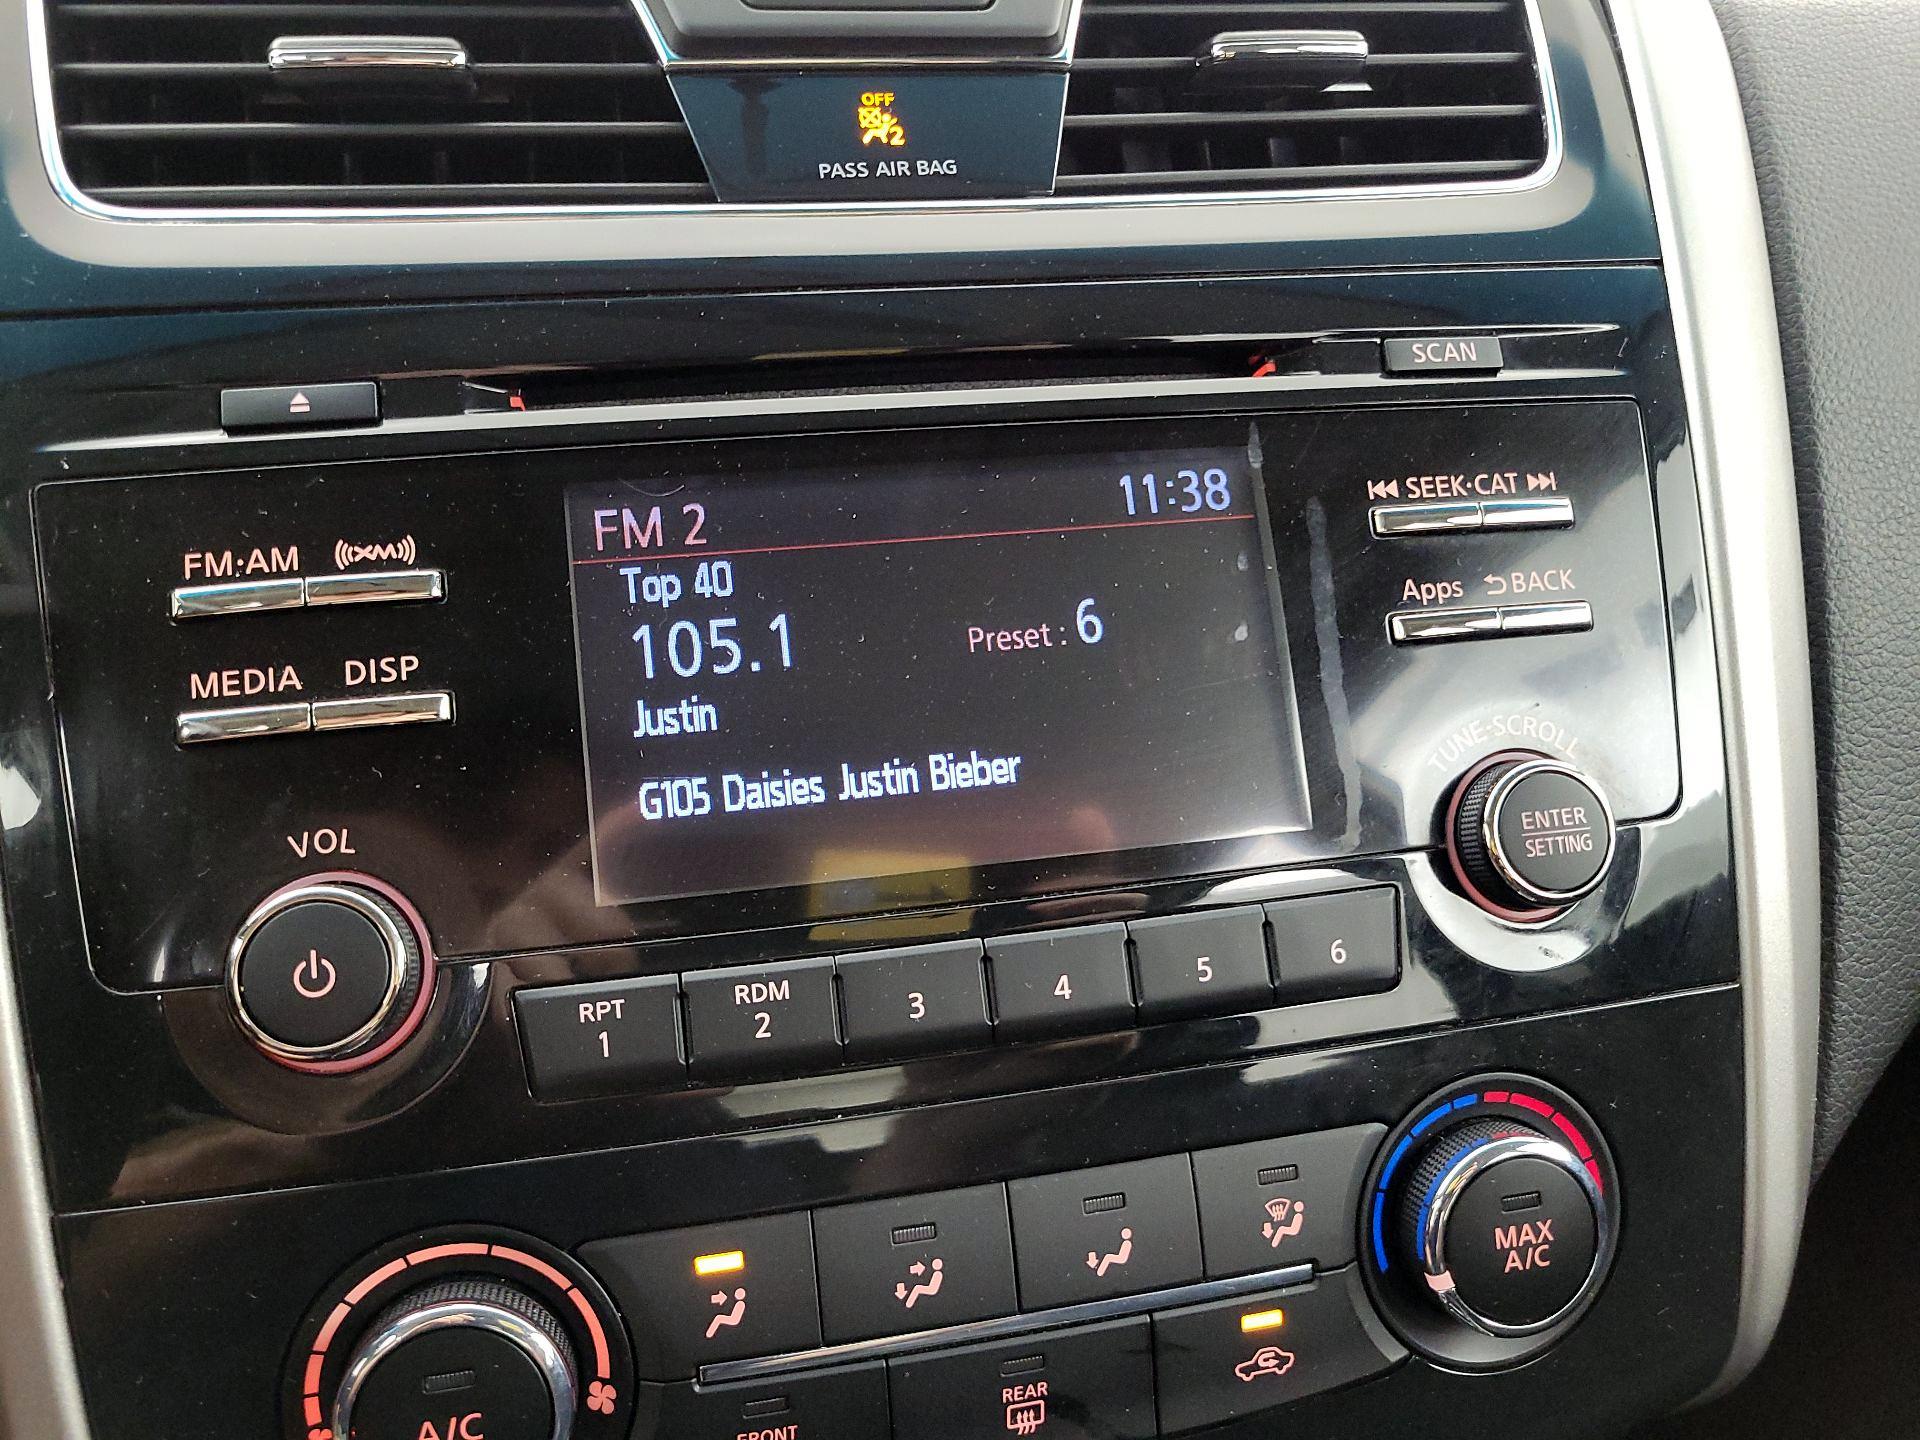 OFF
2
PASS AIR BAG
SCAN
FM 2 11:38
Top 40
105.1 Preset : 6
Justin
G105 Daisies Justin Bieber
FM·AM ((XM))
MEDIA DISP
SEEK·CAT
Apps BACK
TUNE·SCROLL
ENTER
SETTING
VOL
RPT
1
RDM
2
3
4
5
6
MAX
A/C
A/C
FRONT
REAR